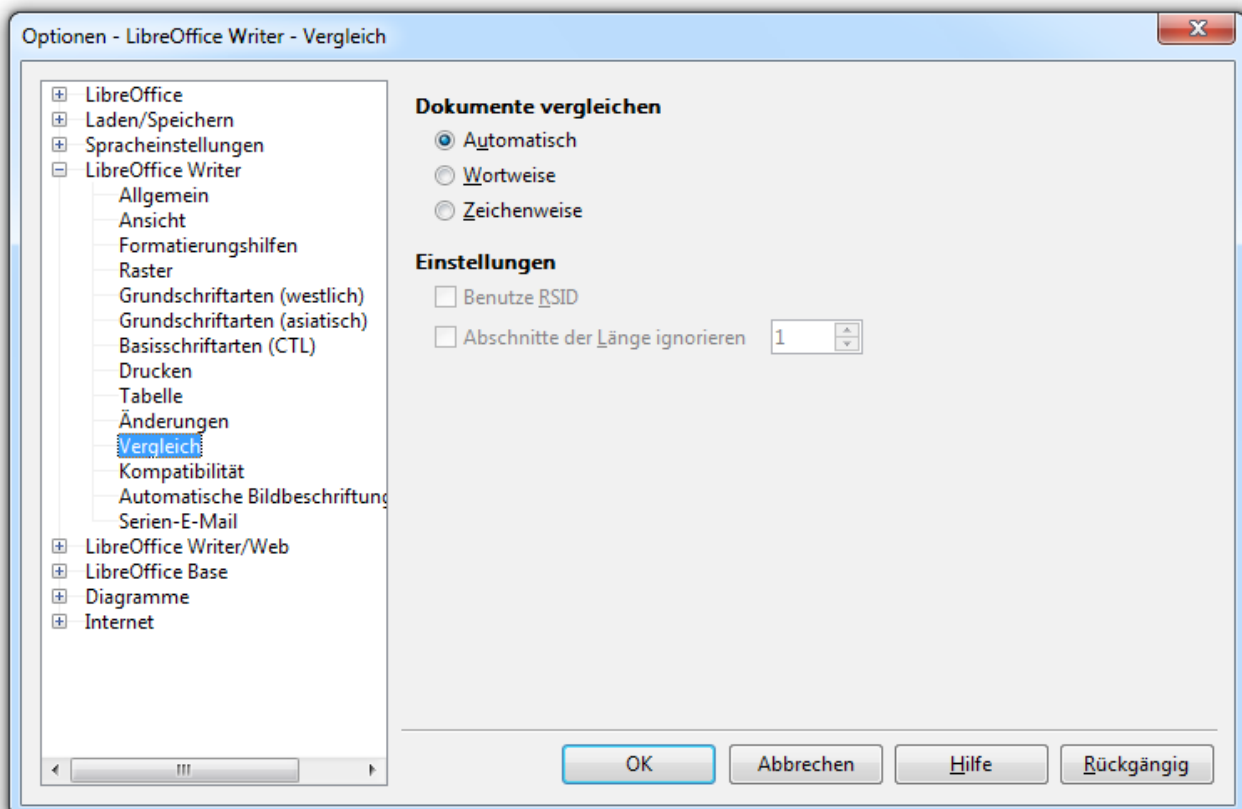 Optionen - LibreOffice Writer - Vergleich
LibreOffice
Laden/Speichern
Spracheinstellungen
LibreOffice Writer
Allgemein
Ansicht
Formatierungshilfen
Raster
Grundschriftarten (westlich)
Grundschriftarten (asiatisch)
Basisschriftarten (CTL)
Drucken
Tabelle
Änderungen
Vergleich
Kompatibilität
Automatische Bildbeschriftung
Serien-E-Mail
LibreOffice Writer/Web
LibreOffice Base
Diagramme
Internet
Dokumente vergleichen
Automatisch
Wortweise
Zeichenweise
Einstellungen
Benutze RSID
Abschnitte der Länge ignorieren 1
OK Abbrechen Hilfe Rückgängig